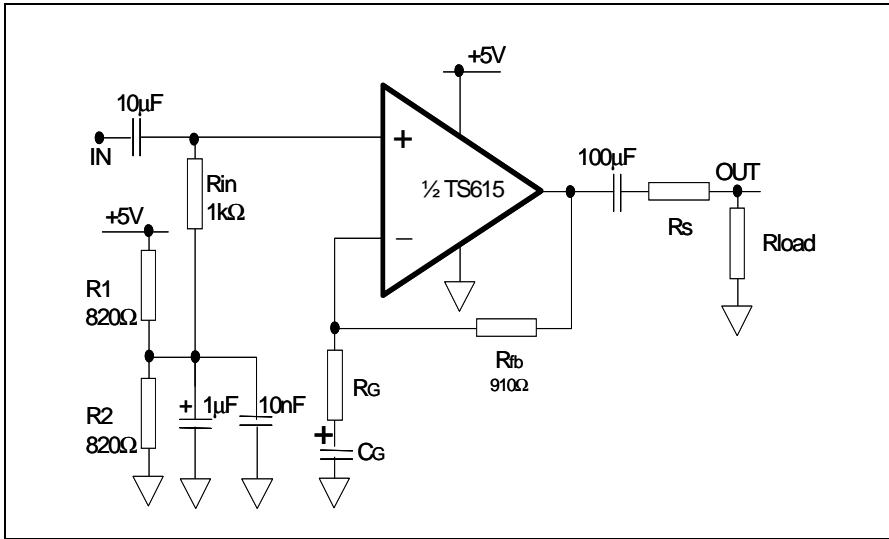 +5V
10µF
IN
+
Rin
1kΩ
½ TS615
100µF
OUT
Rs
Rload
+5V
–
R1
820Ω
Rfb
910Ω
RG
R2
820Ω
+
1µF
10nF
+
CG